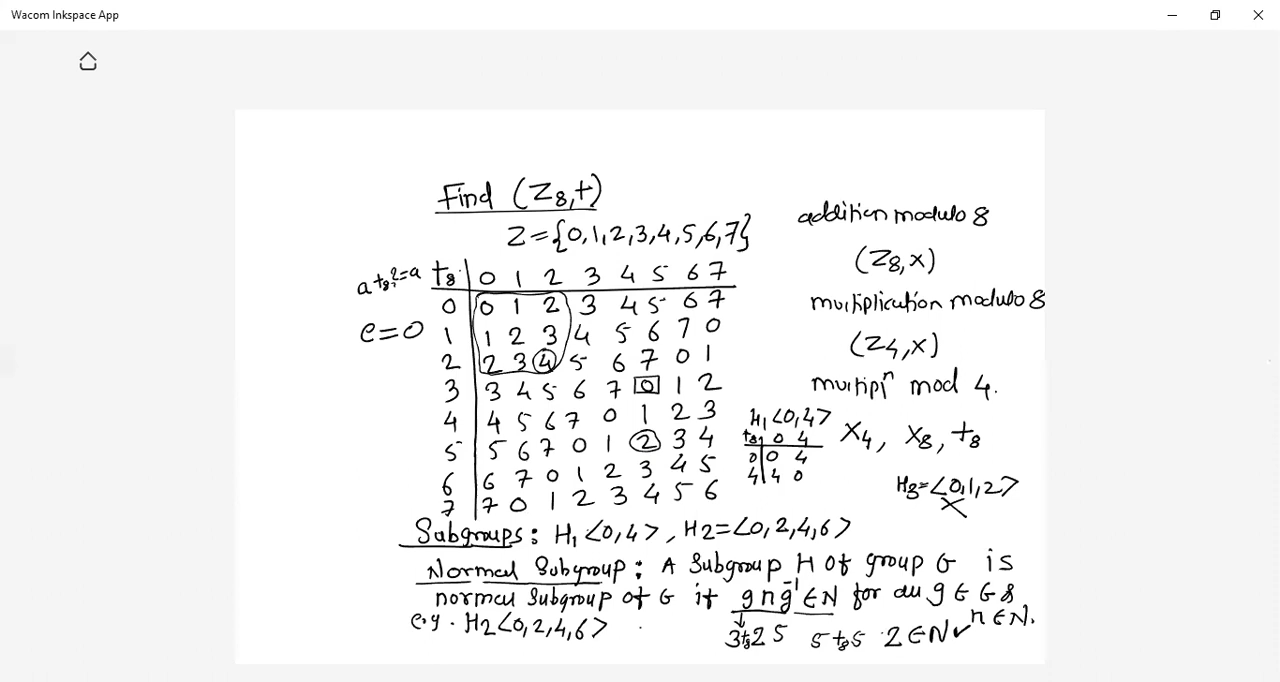 Wacom Inkspace App
Find (Z8,+)
Z={0,1,2,3,4,5,6,7}
a +8 ?=a
e=0
+8 0 1 2 3 4 5 6 7
0 0 1 2 3 4 5 6 7
1 1 2 3 4 5 6 7 0
2 2 3 4 5 6 7 0 1
3 3 4 5 6 7 0 1 2
4 4 5 6 7 0 1 2 3
5 5 6 7 0 1 2 3 4
6 6 7 0 1 2 3 4 5
7 7 0 1 2 3 4 5 6
addition modulo 8
(Z8,x)
multiplication modulo 8
(Z4,x)
multipl^n mod 4.
X4, X8, +8
H1<0,4>
+8 0 4
0 0 4
4 4 0
H3=<0,1,2>
X
Subgroups: H1<0,4>, H2=<0,2,4,6>
Normal Subgroup: A Subgroup H of group G is
normal subgroup of G if g n g^-1 ∈ N for all g ∈ G &
n ∈ N.
e.g. H2<0,2,4,6>
3+8 2 5 5+8 5 2 ∈ N ✓